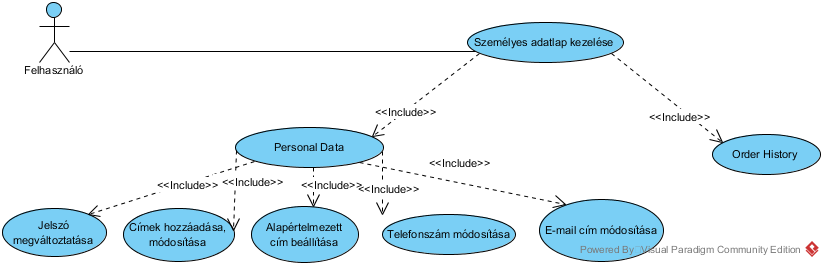 Felhasználó
Személyes adatlap kezelése
<<Include>>
<<Include>>
Personal Data
Order History
<<Include>>
<<Include>>
<<Include>>
<<Include>>
<<Include>>
Jelszó
megváltoztatása
Címek hozzáadása,
módosítása
Alapértelmezett
cím beállítása
Telefonszám módosítása
E-mail cím módosítása
Powered By Visual Paradigm Community Edition